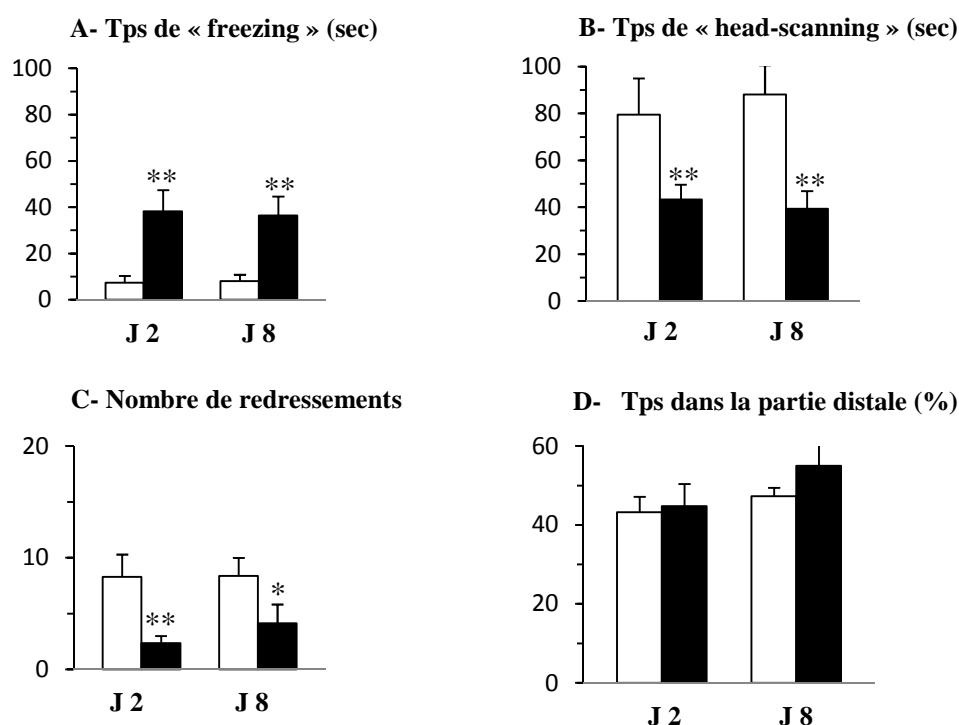 A- Tps de « freezing » (sec)
100
80
60
40
20
0
**
**
J 2
J 8
B- Tps de « head-scanning » (sec)
100
80
60
40
20
0
**
**
J 2
J 8
C- Nombre de redressements
20
10
0
**
*
J 2
J 8
D- Tps dans la partie distale (%)
60
40
20
0
J 2
J 8